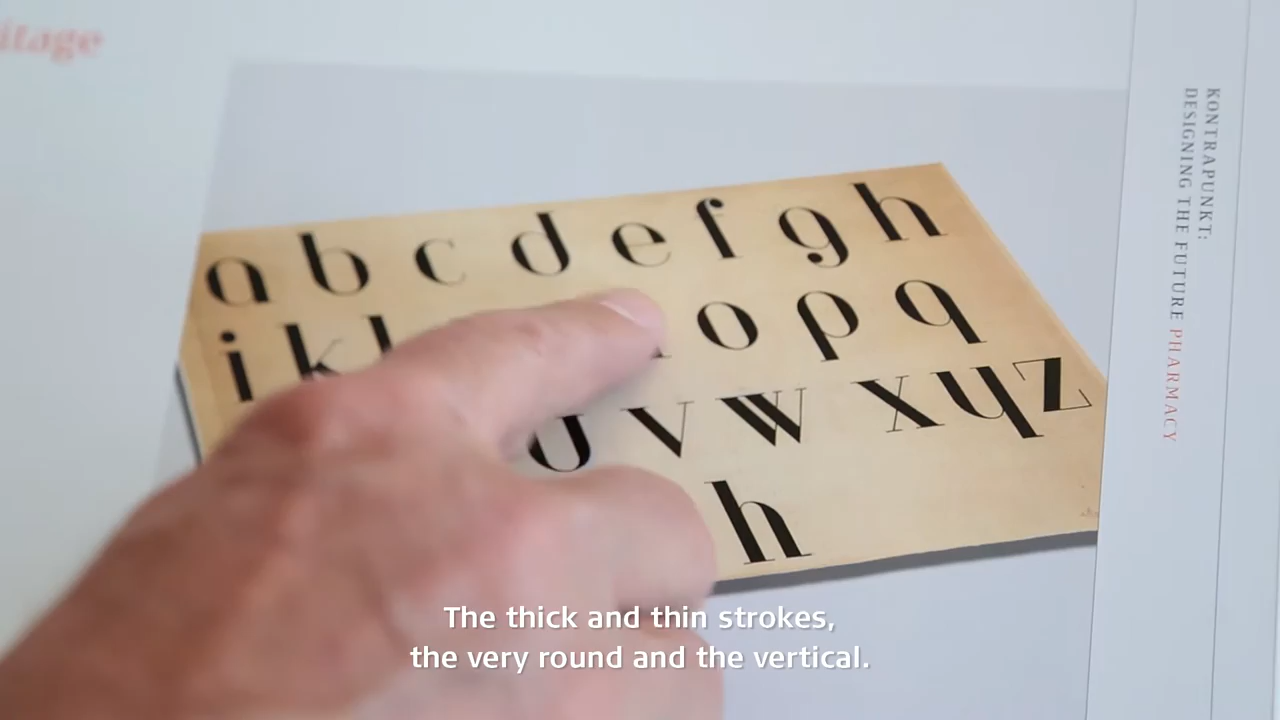 itage
a b c d e f g h
i k l o p q
u v w x y z
h
KONTRAPUNKT:
DESIGNING THE FUTURE PHARMACY
The thick and thin strokes,
the very round and the vertical.